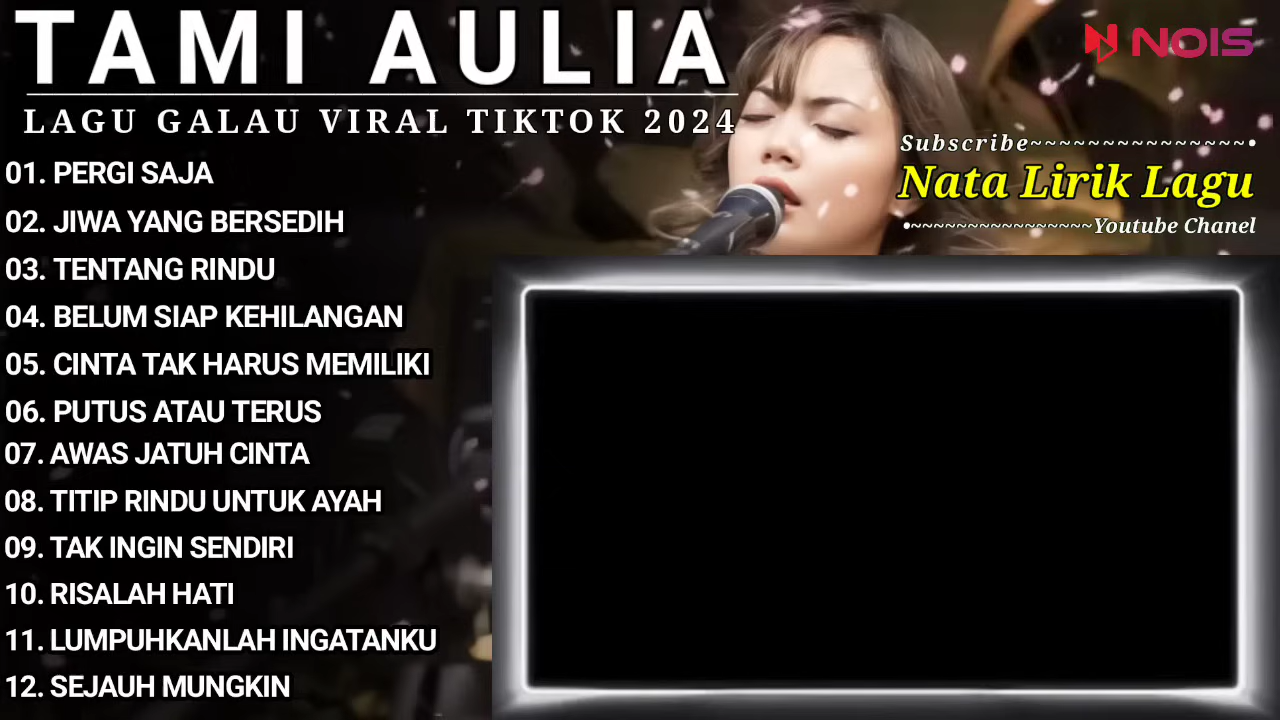 TAMI AULIA
LAGU GALAU VIRAL TIKTOK 2024
NOIS
Subscribe~~~~~~~~~~~~~~~•
Nata Lirik Lagu
•~~~~~~~~~~~~~~~~Youtube Chanel
01. PERGI SAJA
02. JIWA YANG BERSEDIH
03. TENTANG RINDU
04. BELUM SIAP KEHILANGAN
05. CINTA TAK HARUS MEMILIKI
06. PUTUS ATAU TERUS
07. AWAS JATUH CINTA
08. TITIP RINDU UNTUK AYAH
09. TAK INGIN SENDIRI
10. RISALAH HATI
11. LUMPUHKANLAH INGATANKU
12. SEJAUH MUNGKIN